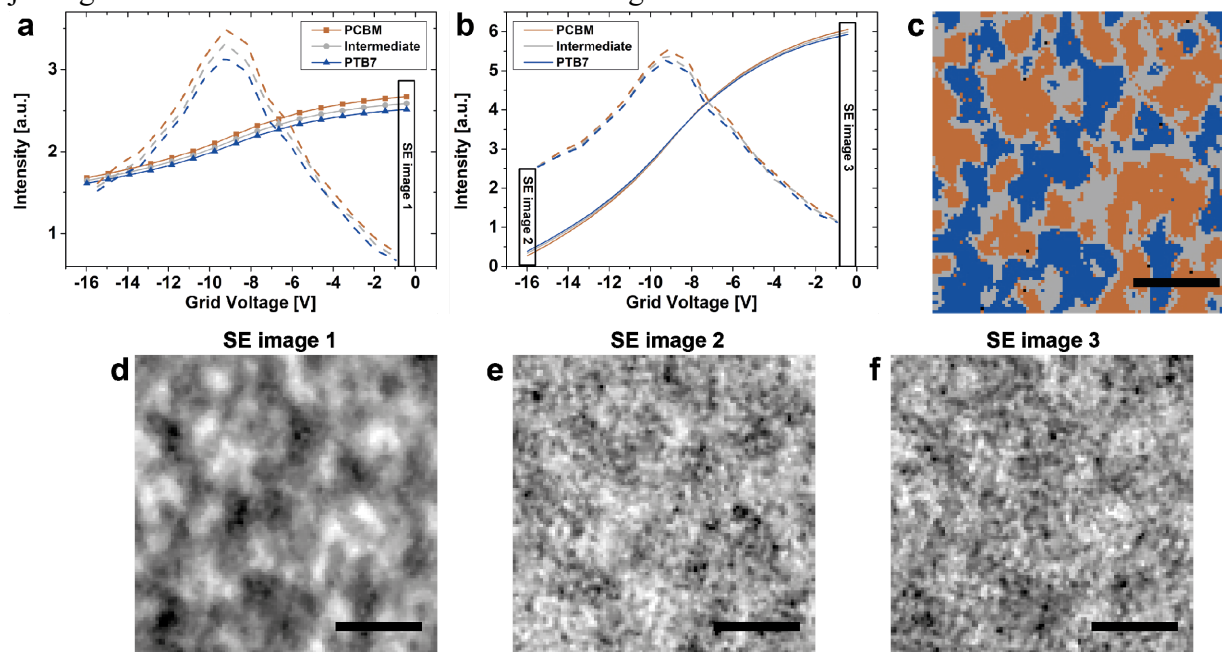 a
PCBM
Intermediate
PTB7
3
2
1
Intensity [a.u.]
SE image 1
-16 -14 -12 -10 -8 -6 -4 -2 0
Grid Voltage [V]
b
PCBM
Intermediate
PTB7
6
5
4
3
2
1
0
Intensity [a.u.]
SE image 2
SE image 3
-16 -14 -12 -10 -8 -6 -4 -2 0
Grid Voltage [V]
c
SE image 1
d
SE image 2
e
SE image 3
f